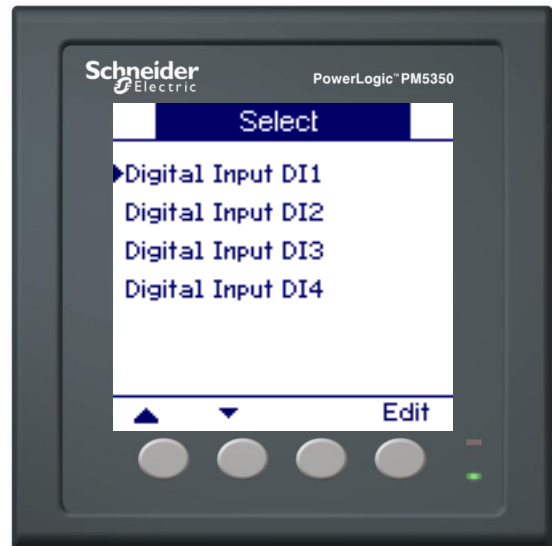 Schneider
Electric
PowerLogic™ PM5350
Select
Digital Input DI1
Digital Input DI2
Digital Input DI3
Digital Input DI4
Edit